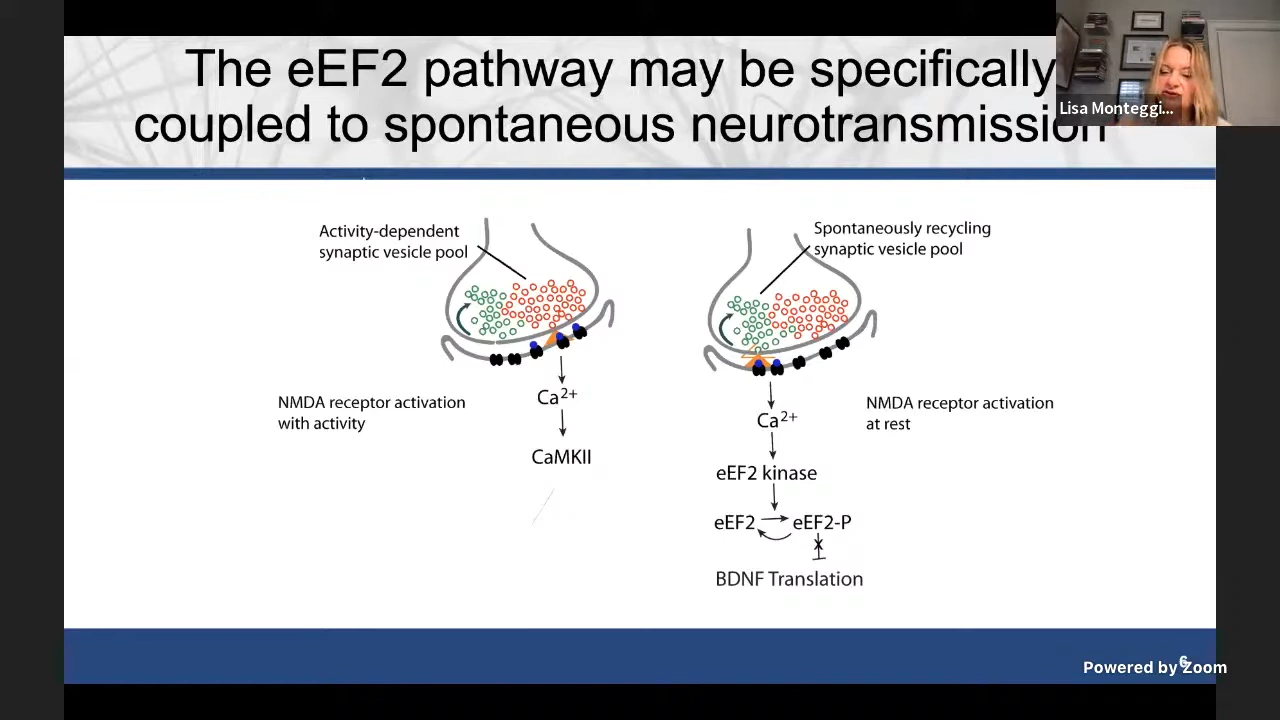 The eEF2 pathway may be specifically
coupled to spontaneous neurotransmission
Lisa Monteggi...
Activity-dependent
synaptic vesicle pool
Spontaneously recycling
synaptic vesicle pool
NMDA receptor activation
with activity
Ca2+
CaMKII
NMDA receptor activation
at rest
Ca2+
eEF2 kinase
eEF2 eEF2-P
x
BDNF Translation
6
Powered by Zoom